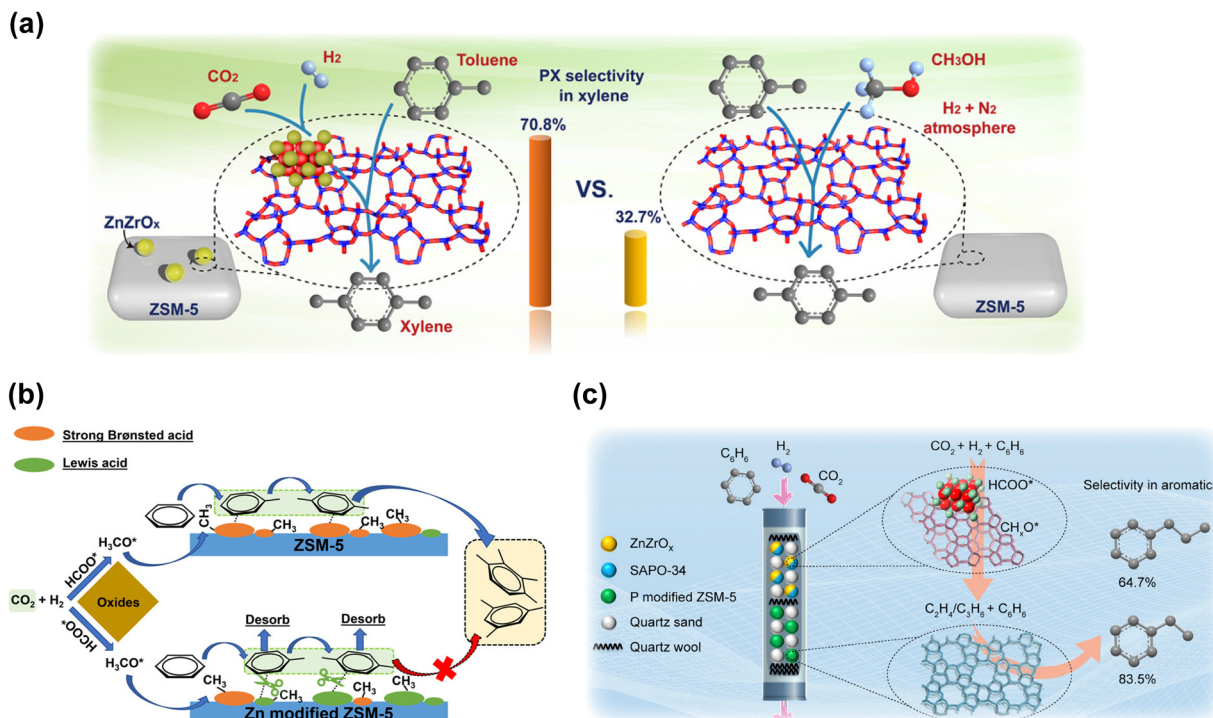 (a)
CO2
H2
Toluene
PX selectivity
in xylene
70.8%
VS.
32.7%
CH3OH
H2 + N2
atmosphere
ZnZrOx
ZSM-5
Xylene
ZSM-5
(b)
Strong Brønsted acid
Lewis acid
CH3
CH3
CH3
ZSM-5
H3CO*
HCOO*
CO2 + H2
Oxides
HCOO*
H3CO*
Desorb
Desorb
CH3
CH3
CH3
Zn modified ZSM-5
(c)
C6H6
H2
CO2
ZnZrOx
SAPO-34
P modified ZSM-5
Quartz sand
Quartz wool
CO2 + H2 + C6H6
HCOO*
CHxO*
C2H4/C3H6 + C6H6
Selectivity in aromatic
64.7%
83.5%